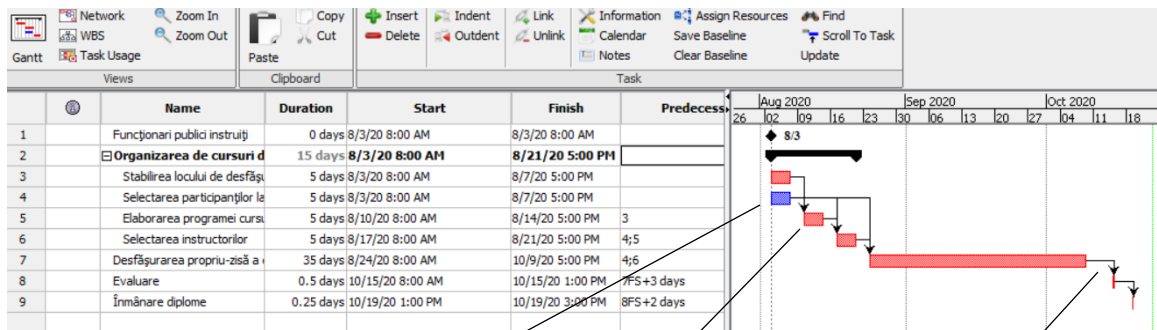 Network Zoom In Copy Insert Indent Link Information Assign Resources Find
WBS Zoom Out Cut Delete Outdent Unlink Calendar Save Baseline Scroll To Task
Gantt Task Usage Paste Notes Clear Baseline Update
Views Clipboard Task
Name Duration Start Finish Predecess
Aug 2020 Sep 2020 Oct 2020
26 02 09 16 23 30 06 13 20 27 04 11 18
1 Funcționari publici instruiți 0 days 8/3/20 8:00 AM 8/3/20 8:00 AM 8/3
2 Organizarea de cursuri d 15 days 8/3/20 8:00 AM 8/21/20 5:00 PM
3 Stabilirea locului de desfășu 5 days 8/3/20 8:00 AM 8/7/20 5:00 PM
4 Selectarea participanților la 5 days 8/3/20 8:00 AM 8/7/20 5:00 PM
5 Elaborarea programei cursu 5 days 8/10/20 8:00 AM 8/14/20 5:00 PM 3
6 Selectarea instructorilor 5 days 8/17/20 8:00 AM 8/21/20 5:00 PM 4;5
7 Desfășurarea propriu-zisă a 35 days 8/24/20 8:00 AM 10/9/20 5:00 PM 4;6
8 Evaluare 0.5 days 10/15/20 8:00 AM 10/15/20 1:00 PM 7FS+3 days
9 Înmânare diplome 0.25 days 10/19/20 1:00 PM 10/19/20 3:00 PM 8FS+2 days